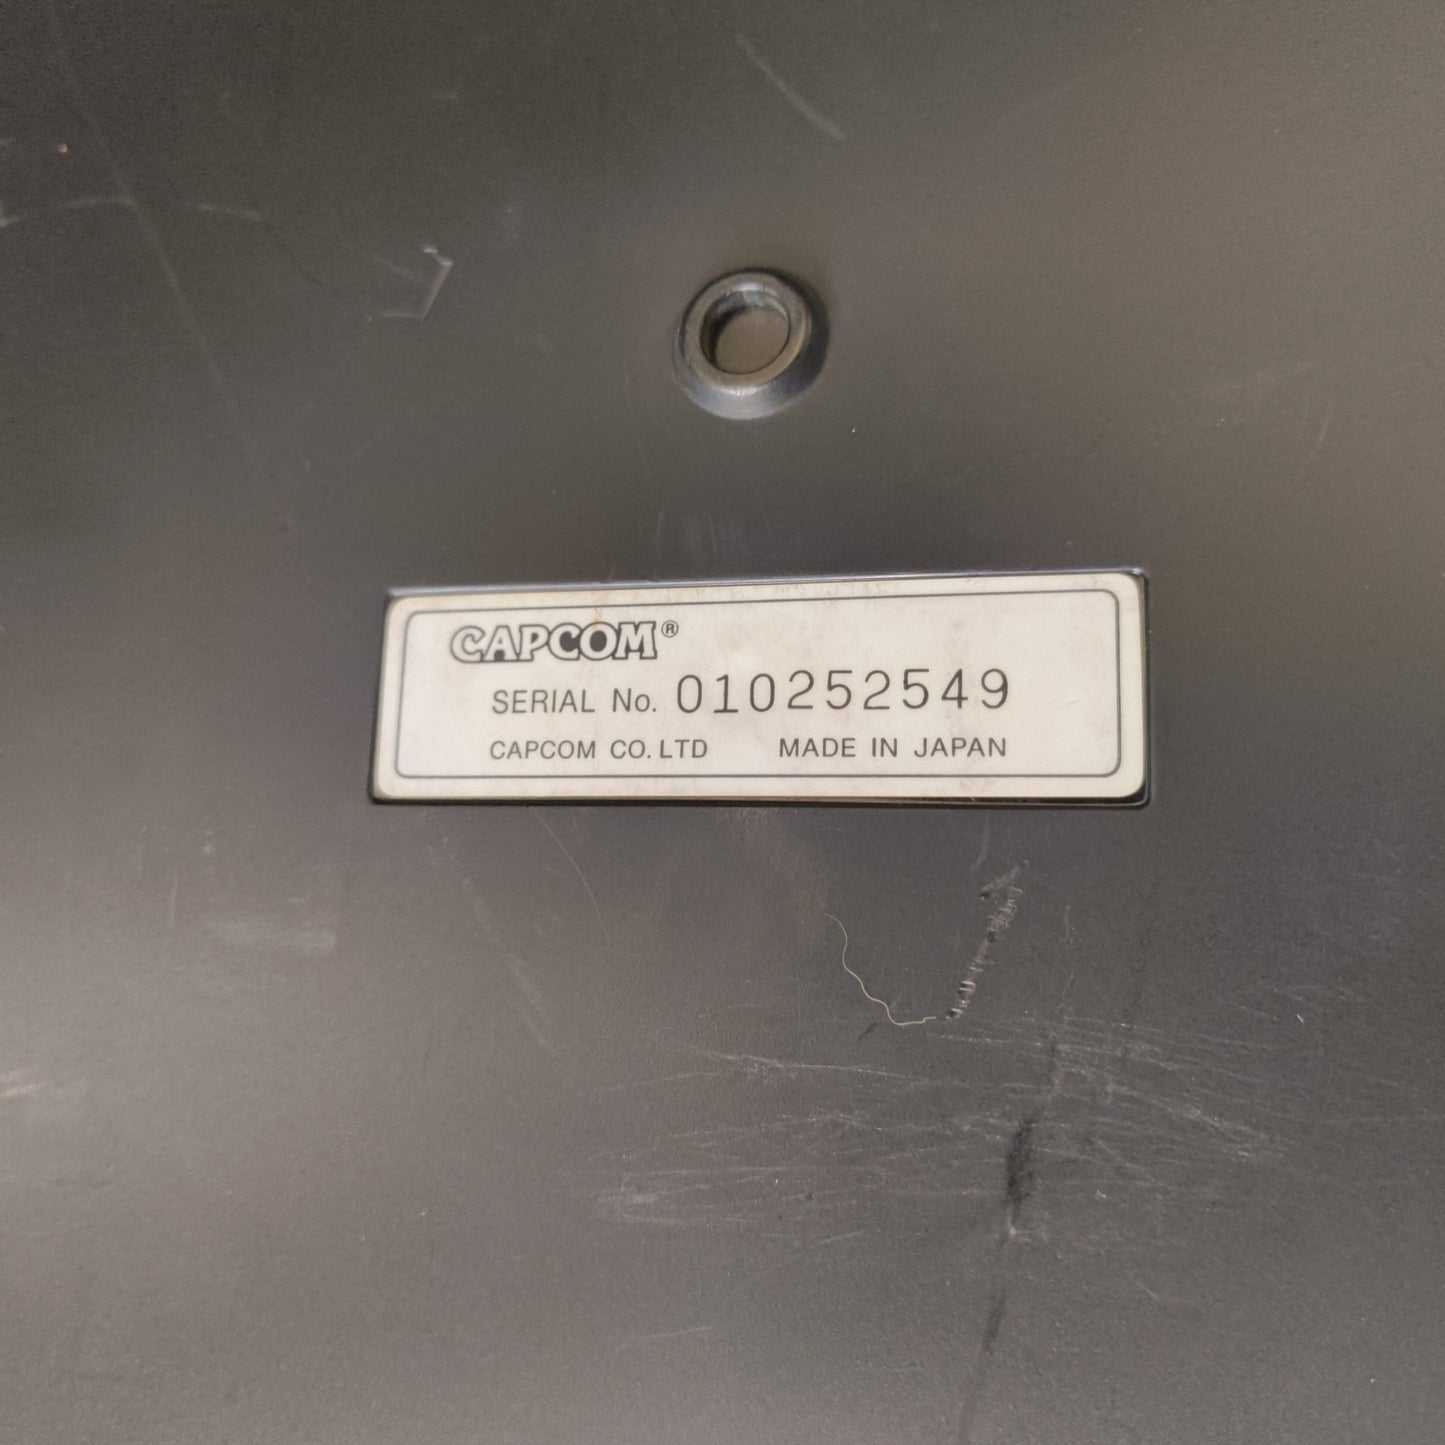 CAPCOM®
SERIAL No. 010252549
CAPCOM CO. LTD MADE IN JAPAN